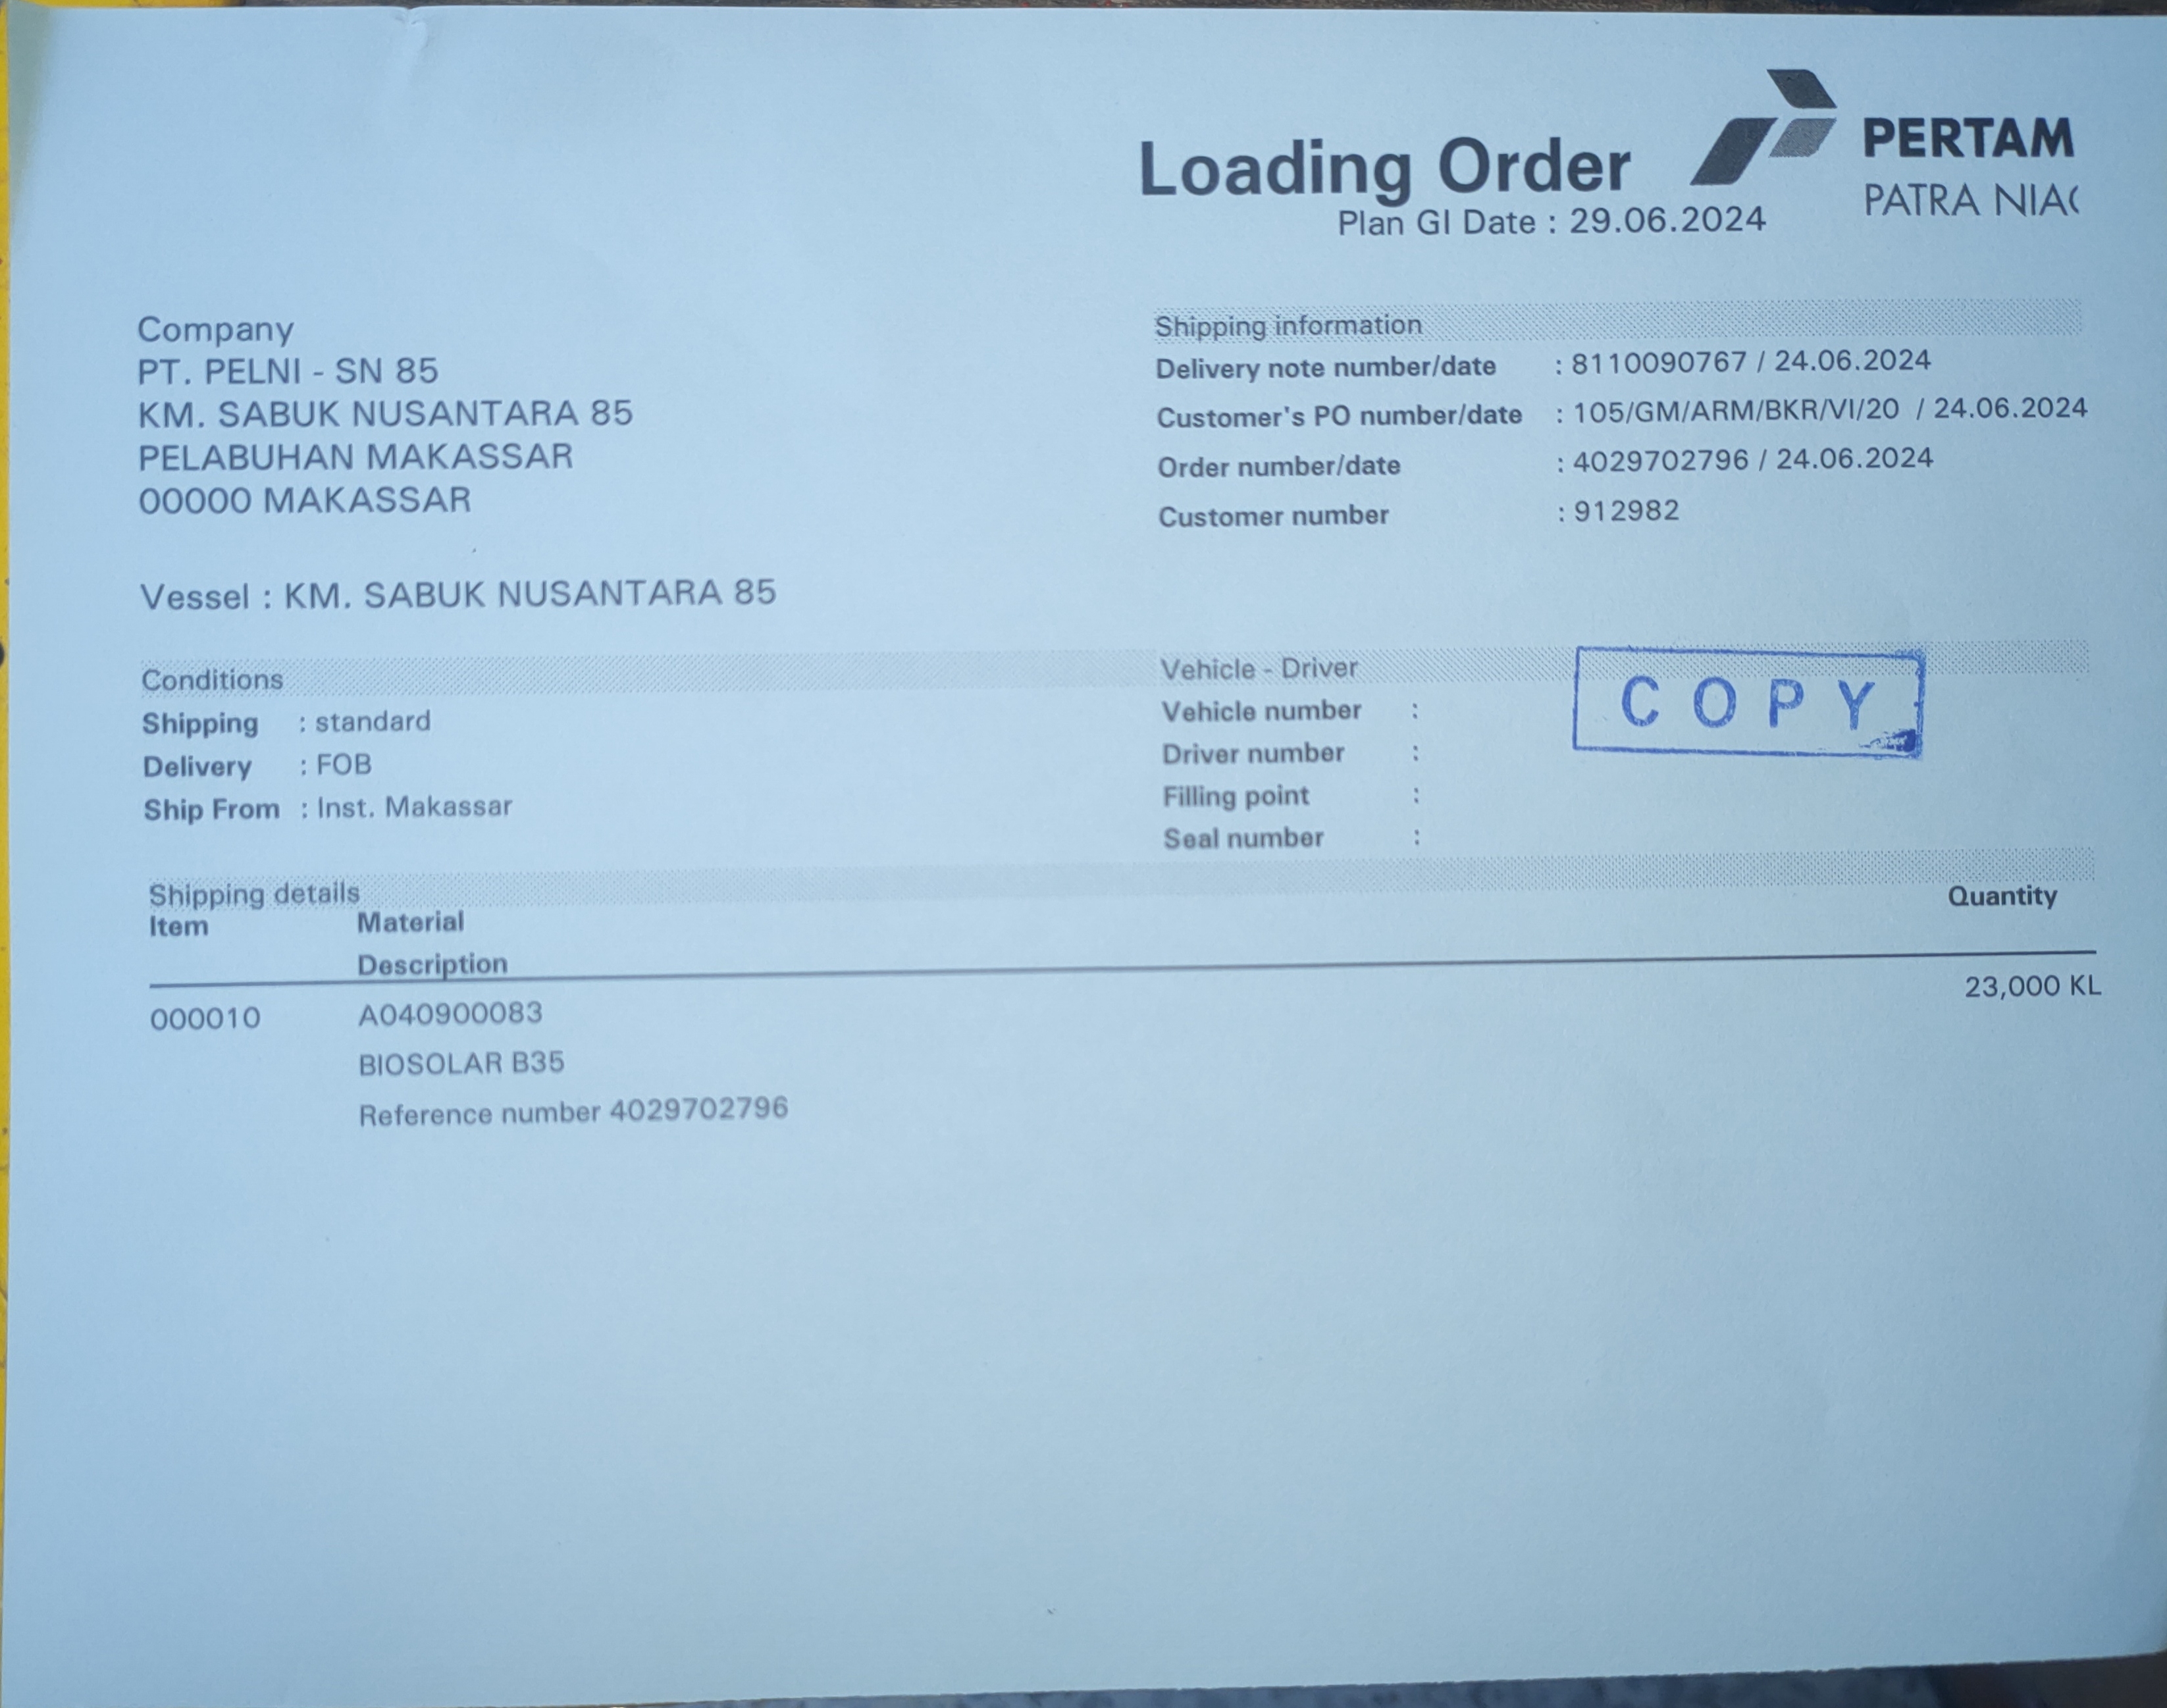 Loading Order
PERTAM
PATRA NIA
Plan GI Date : 29.06.2024
Company
PT. PELNI - SN 85
KM. SABUK NUSANTARA 85
PELABUHAN MAKASSAR
00000 MAKASSAR
Vessel : KM. SABUK NUSANTARA 85
Shipping information
Delivery note number/date : 8110090767 / 24.06.2024
Customer's PO number/date : 105/GM/ARM/BKR/VI/20 / 24.06.2024
Order number/date : 4029702796 / 24.06.2024
Customer number : 912982
Conditions
Shipping : standard
Delivery : FOB
Ship From : Inst. Makassar
Vehicle - Driver
Vehicle number :
Driver number :
Filling point :
Seal number :
COPY
Shipping details
Item Material Quantity
Description
000010 A040900083 23,000 KL
BIOSOLAR B35
Reference number 4029702796